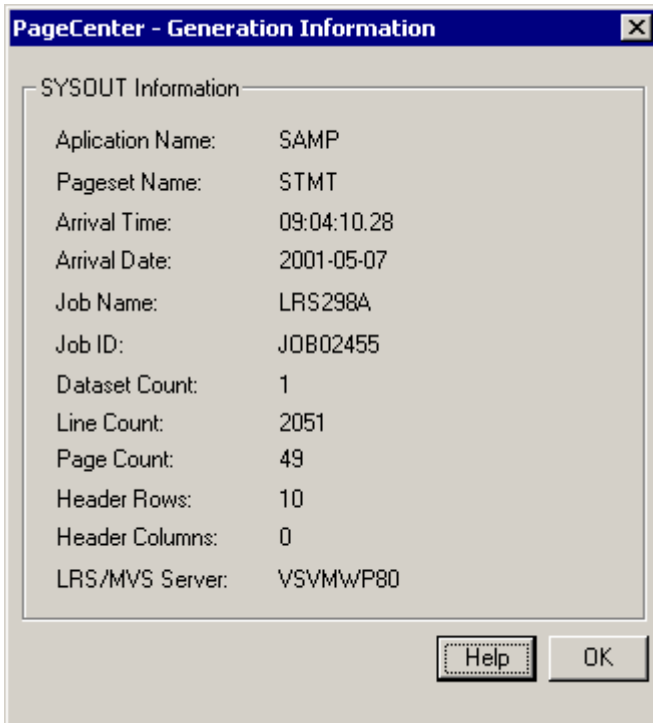 PageCenter - Generation Information
SYSOUT Information
Aplication Name: SAMP
Pageset Name: STMT
Arrival Time: 09:04:10.28
Arrival Date: 2001-05-07
Job Name: LRS298A
Job ID: JOB02455
Dataset Count: 1
Line Count: 2051
Page Count: 49
Header Rows: 10
Header Columns: 0
LRS/MVS Server: VSVMWP80
Help OK